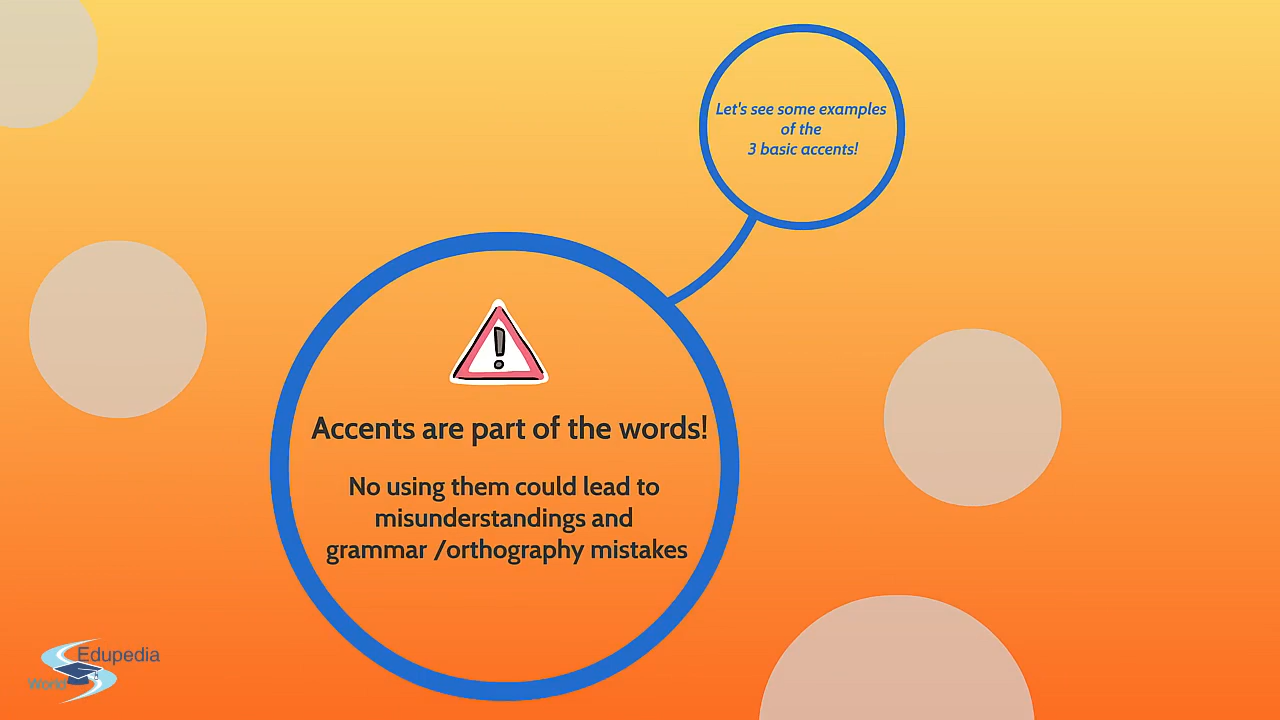 Let's see some examples
of the
3 basic accents!
Accents are part of the words!
No using them could lead to
misunderstandings and
grammar /orthography mistakes
Edupedia
World